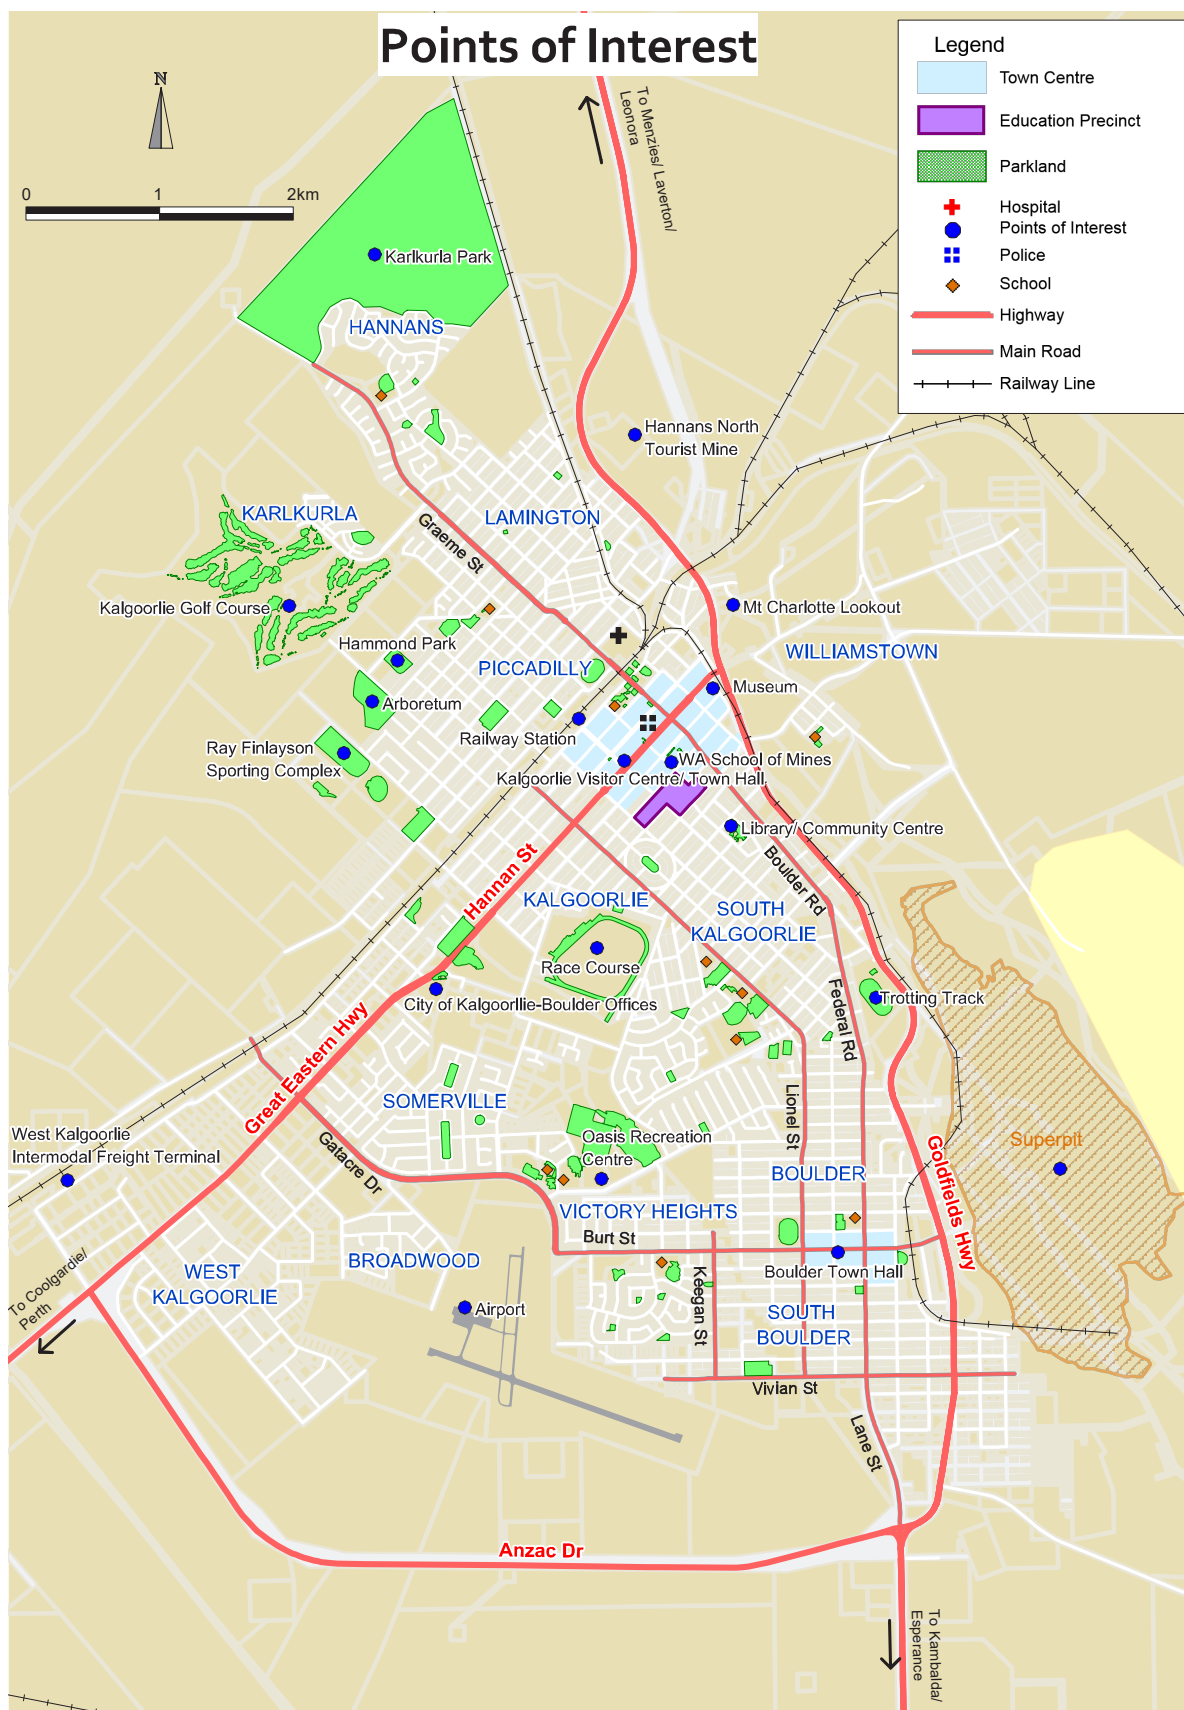 Points of Interest
Legend
Town Centre
Education Precinct
Parkland
Hospital
Points of Interest
Police
School
Highway
Main Road
Railway Line
N
0 1 2km
To Menzies/ Laverton/
Leonora
Karlkurla Park
HANNANS
Hannans North
Tourist Mine
KARLKURLA
LAMINGTON
Graeme St
Kalgoorlie Golf Course
Mt Charlotte Lookout
Hammond Park
WILLIAMSTOWN
PICCADILLY
Museum
Arboretum
Railway Station
Ray Finlayson
Sporting Complex
WA School of Mines
Kalgoorlie Visitor Centre/ Town Hall
Library/ Community Centre
Hannan St
Boulder Rd
KALGOORLIE
SOUTH
KALGOORLIE
Race Course
City of Kalgoorllie-Boulder Offices
Trotting Track
Federal Rd
Great Eastern Hwy
SOMERVILLE
Lionel St
West Kalgoorlie
Intermodal Freight Terminal
Oasis Recreation
Centre
Superpit
Gatacre Dr
BOULDER
Goldfields Hwy
VICTORY HEIGHTS
Burt St
BROADWOOD
WEST
KALGOORLIE
Boulder Town Hall
To Coolgardie/
Perth
Keegan St
Airport
SOUTH
BOULDER
Vivian St
Lane St
Anzac Dr
To Kambalda/
Esperance